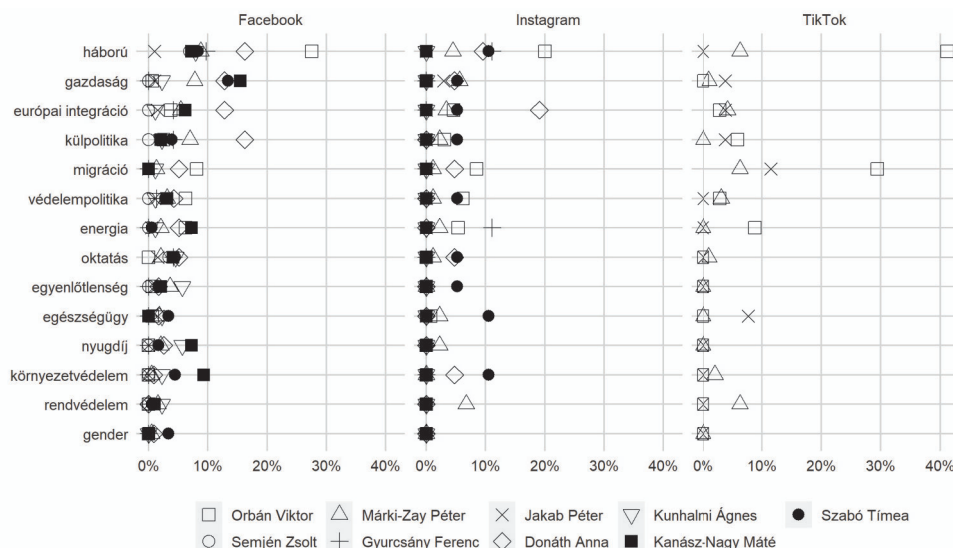 Facebook Instagram TikTok
háború
gazdaság
európai integráció
külpolitika
migráció
védelempolitika
energia
oktatás
egyenlőtlenség
egészségügy
nyugdíj
környezetvédelem
rendvédelem
gender
0% 10% 20% 30% 40% 0% 10% 20% 30% 40% 0% 10% 20% 30% 40%
Orbán Viktor Márki-Zay Péter Jakab Péter Kunhalmi Ágnes Szabó Tímea
Semjén Zsolt Gyurcsány Ferenc Donáth Anna Kanász-Nagy Máté